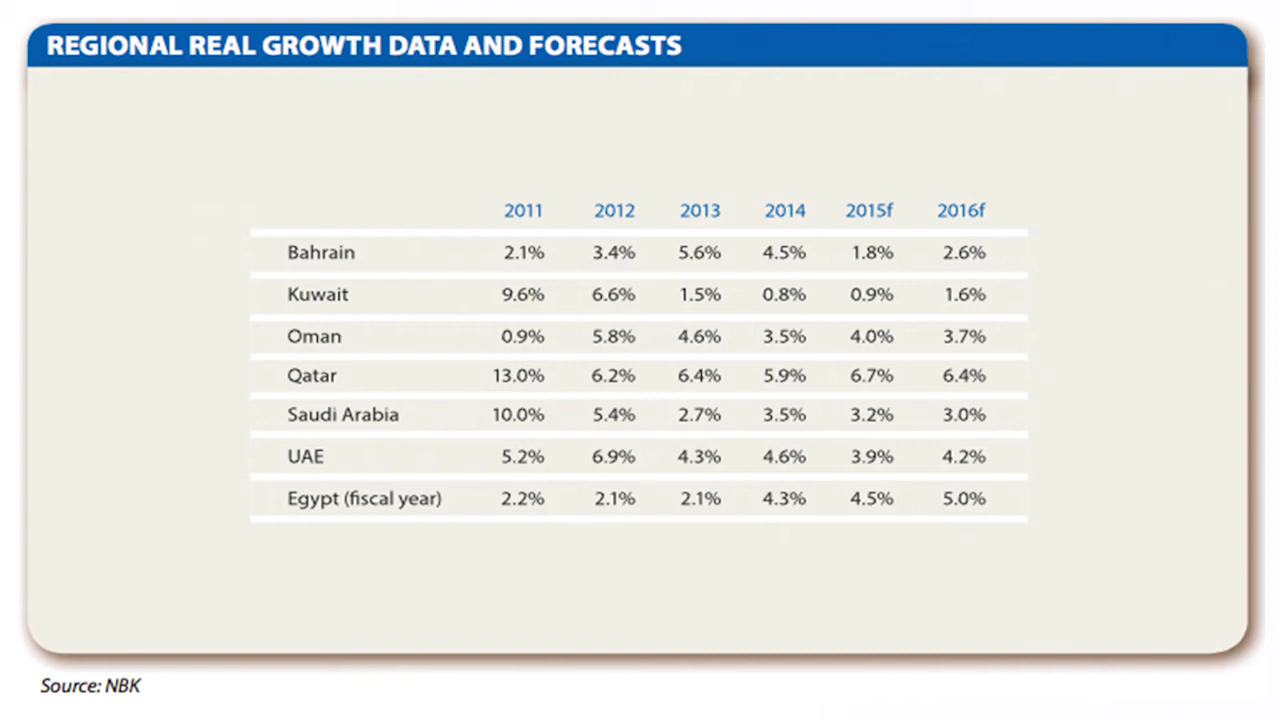 REGIONAL REAL GROWTH DATA AND FORECASTS
2011 2012 2013 2014 2015f 2016f
Bahrain 2.1% 3.4% 5.6% 4.5% 1.8% 2.6%
Kuwait 9.6% 6.6% 1.5% 0.8% 0.9% 1.6%
Oman 0.9% 5.8% 4.6% 3.5% 4.0% 3.7%
Qatar 13.0% 6.2% 6.4% 5.9% 6.7% 6.4%
Saudi Arabia 10.0% 5.4% 2.7% 3.5% 3.2% 3.0%
UAE 5.2% 6.9% 4.3% 4.6% 3.9% 4.2%
Egypt (fiscal year) 2.2% 2.1% 2.1% 4.3% 4.5% 5.0%
Source: NBK